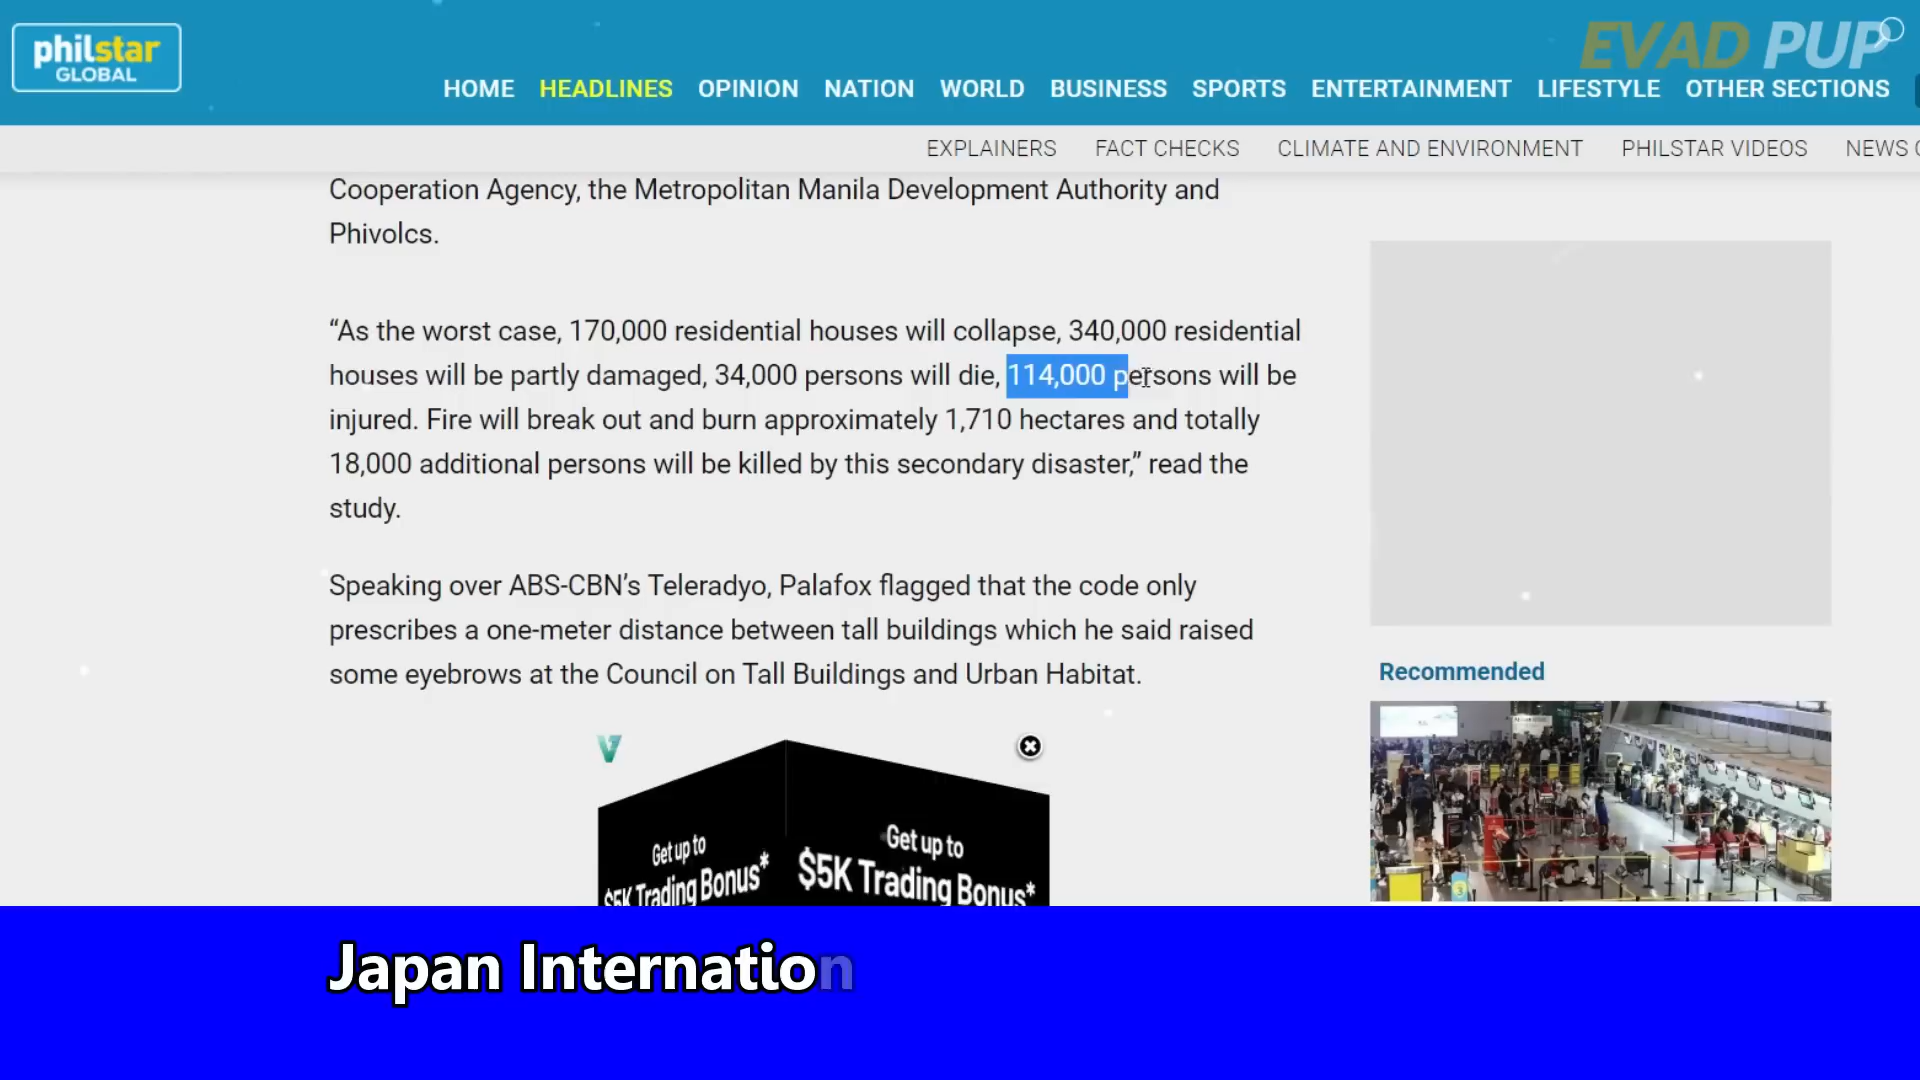 philstar
GLOBAL
EVAD PUP
HOME HEADLINES OPINION NATION WORLD BUSINESS SPORTS ENTERTAINMENT LIFESTYLE OTHER SECTIONS
EXPLAINERS FACT CHECKS CLIMATE AND ENVIRONMENT PHILSTAR VIDEOS NEWS
Cooperation Agency, the Metropolitan Manila Development Authority and
Phivolcs.
“As the worst case, 170,000 residential houses will collapse, 340,000 residential
houses will be partly damaged, 34,000 persons will die, 114,000 persons will be
injured. Fire will break out and burn approximately 1,710 hectares and totally
18,000 additional persons will be killed by this secondary disaster,” read the
study.
Speaking over ABS-CBN’s Teleradyo, Palafox flagged that the code only
prescribes a one-meter distance between tall buildings which he said raised
some eyebrows at the Council on Tall Buildings and Urban Habitat.
Recommended
Get up to
$5K Trading Bonus*
Get up to
$5K Trading Bonus*
Japan Internation